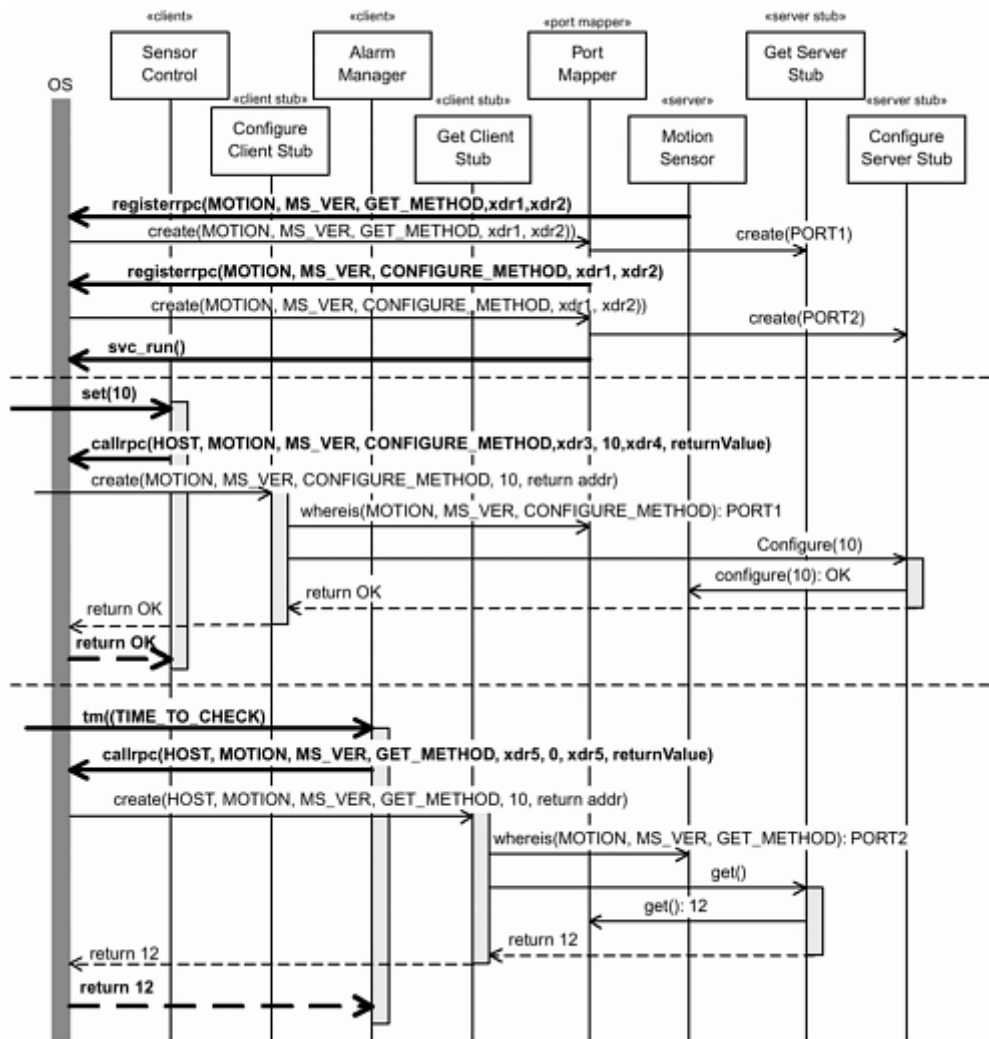 «client»
«client»
«port mapper»
«server stub»
Sensor
Control
Alarm
Manager
Port
Mapper
Get Server
Stub
OS
«client stub»
«client stub»
«server»
«server stub»
Configure
Client Stub
Get Client
Stub
Motion
Sensor
Configure
Server Stub
registerrpc(MOTION, MS_VER, GET_METHOD,xdr1,xdr2)
create(MOTION, MS_VER, GET_METHOD, xdr1, xdr2))
create(PORT1)
registerrpc(MOTION, MS_VER, CONFIGURE_METHOD, xdr1, xdr2)
create(MOTION, MS_VER, CONFIGURE_METHOD, xdr1, xdr2))
create(PORT2)
svc_run()
set(10)
callrpc(HOST, MOTION, MS_VER, CONFIGURE_METHOD,xdr3, 10,xdr4, returnValue)
create(MOTION, MS_VER, CONFIGURE_METHOD, 10, return addr)
whereis(MOTION, MS_VER, CONFIGURE_METHOD): PORT1
Configure(10)
configure(10): OK
return OK
return OK
return OK
tm((TIME_TO_CHECK)
callrpc(HOST, MOTION, MS_VER, GET_METHOD, xdr5, 0, xdr5, returnValue)
create(HOST, MOTION, MS_VER, GET_METHOD, 10, return addr)
whereis(MOTION, MS_VER, GET_METHOD): PORT2
get()
get(): 12
return 12
return 12
return 12